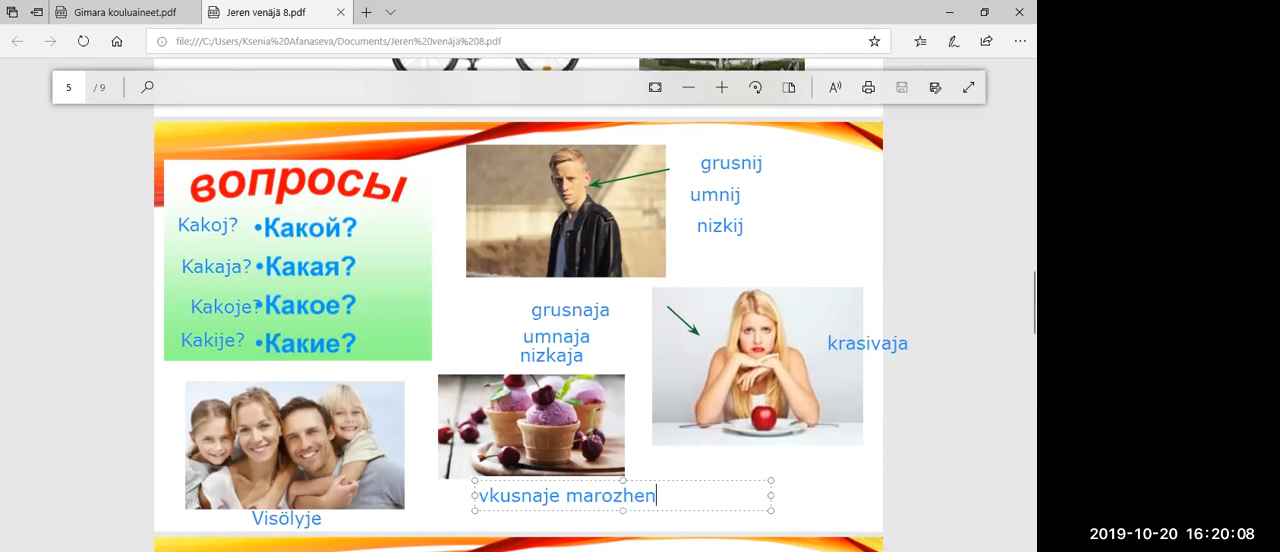 Gimara kouluaineet.pdf
Jeren venäjä 8.pdf
file:///C:/Users/Ksenia%20Afanaseva/Documents/Jeren%20venäjä%208.pdf
5 / 9
вопросы
Kakoj? •Какой?
Kakaja? •Какая?
Kakoje? •Какое?
Kakije? •Какие?
grusnij
umnij
nizkij
grusnaja
umnaja
nizkaja
krasivaja
vkusnaje marozhen
Visölyje
2019-10-20 16:20:08